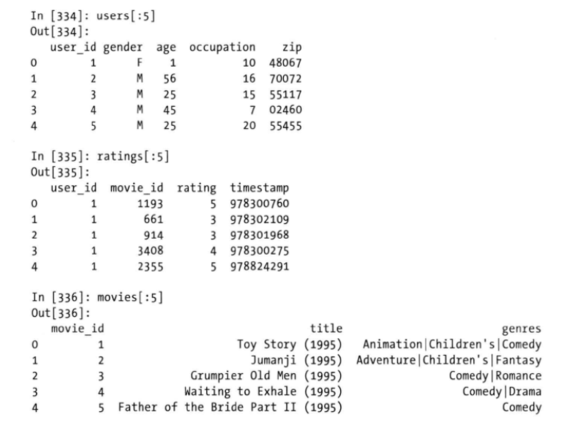 In [334]: users[:5]
Out[334]:
user_id gender age occupation zip
0 1 F 1 10 48067
1 2 M 56 16 70072
2 3 M 25 15 55117
3 4 M 45 7 02460
4 5 M 25 20 55455
In [335]: ratings[:5]
Out[335]:
user_id movie_id rating timestamp
0 1 1193 5 978300760
1 1 661 3 978302109
2 1 914 3 978301968
3 1 3408 4 978300275
4 1 2355 5 978824291
In [336]: movies[:5]
Out[336]:
movie_id title genres
0 1 Toy Story (1995) Animation|Children's|Comedy
1 2 Jumanji (1995) Adventure|Children's|Fantasy
2 3 Grumpier Old Men (1995) Comedy|Romance
3 4 Waiting to Exhale (1995) Comedy|Drama
4 5 Father of the Bride Part II (1995) Comedy